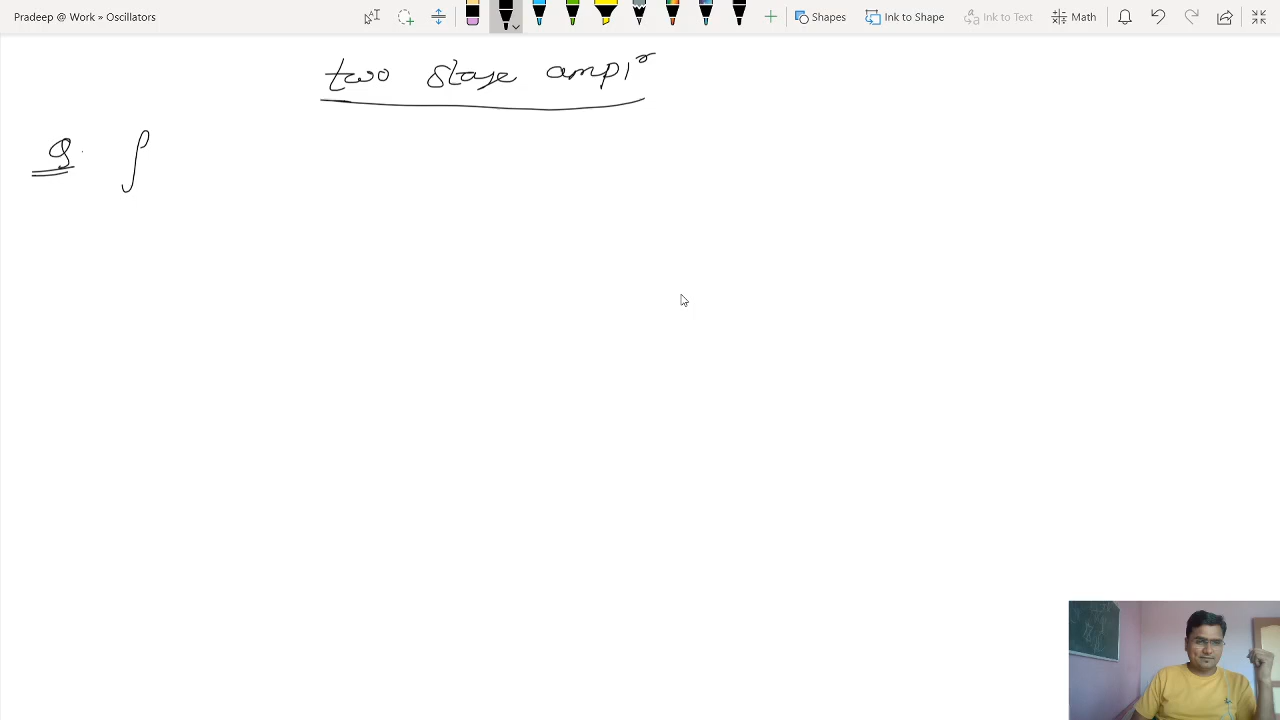 Pradeep @ Work » Oscillators
Shapes
Ink to Shape
Ink to Text
Math
two stage ampl^r
Q. ∫